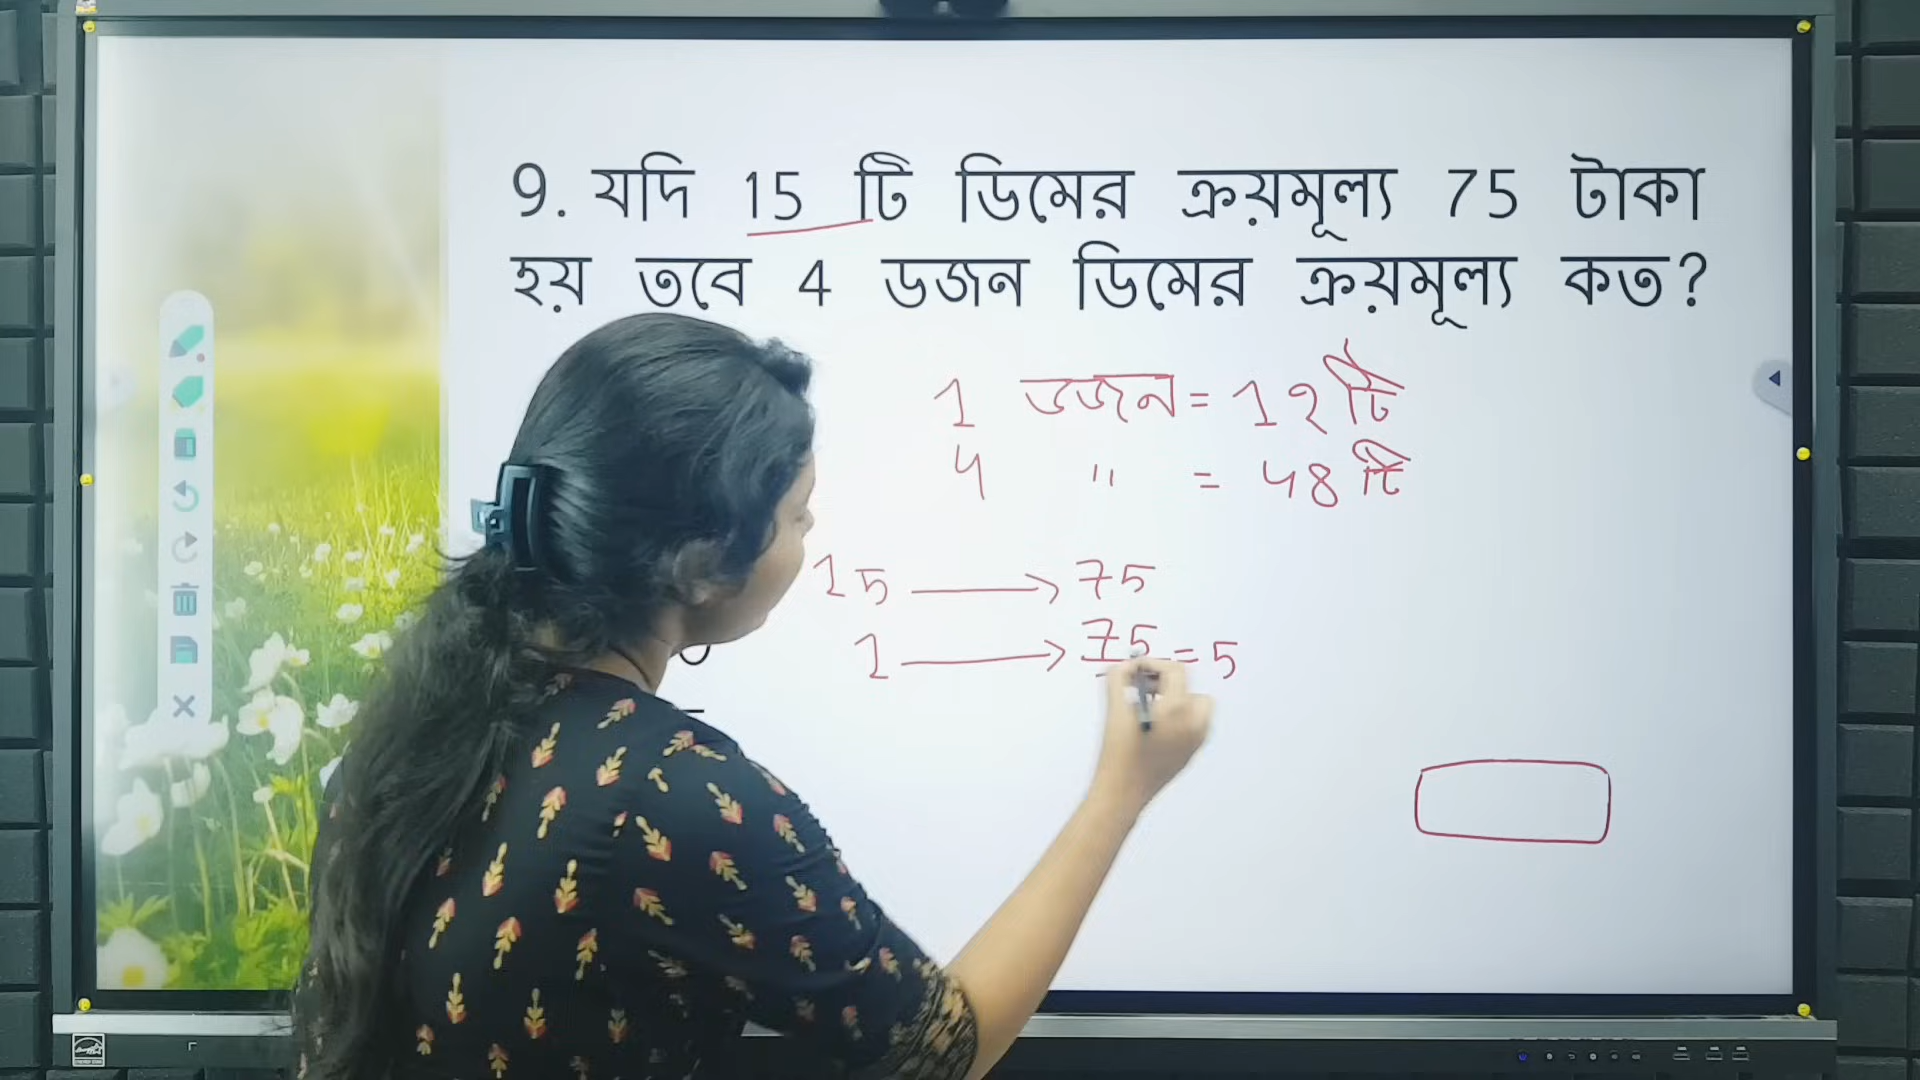 9. যদি 15 টি ডিমের ক্রয়মূল্য 75 টাকা
হয় তবে 4 ডজন ডিমের ক্রয়মূল্য কত?
1 ডজন = 12 টি
4 " = 48 টি
15 → 75
1 → 75 = 5